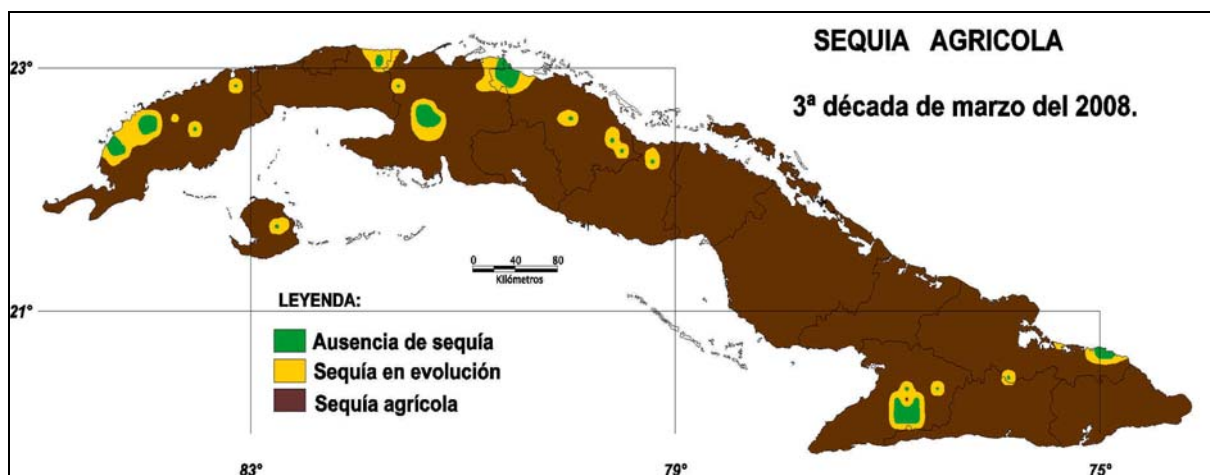 SEQUIA AGRICOLA
3ª década de marzo del 2008.
23°
21°
0 40 80
Kilómetros
LEYENDA:
Ausencia de sequía
Sequía en evolución
Sequía agrícola
83°
79°
75°